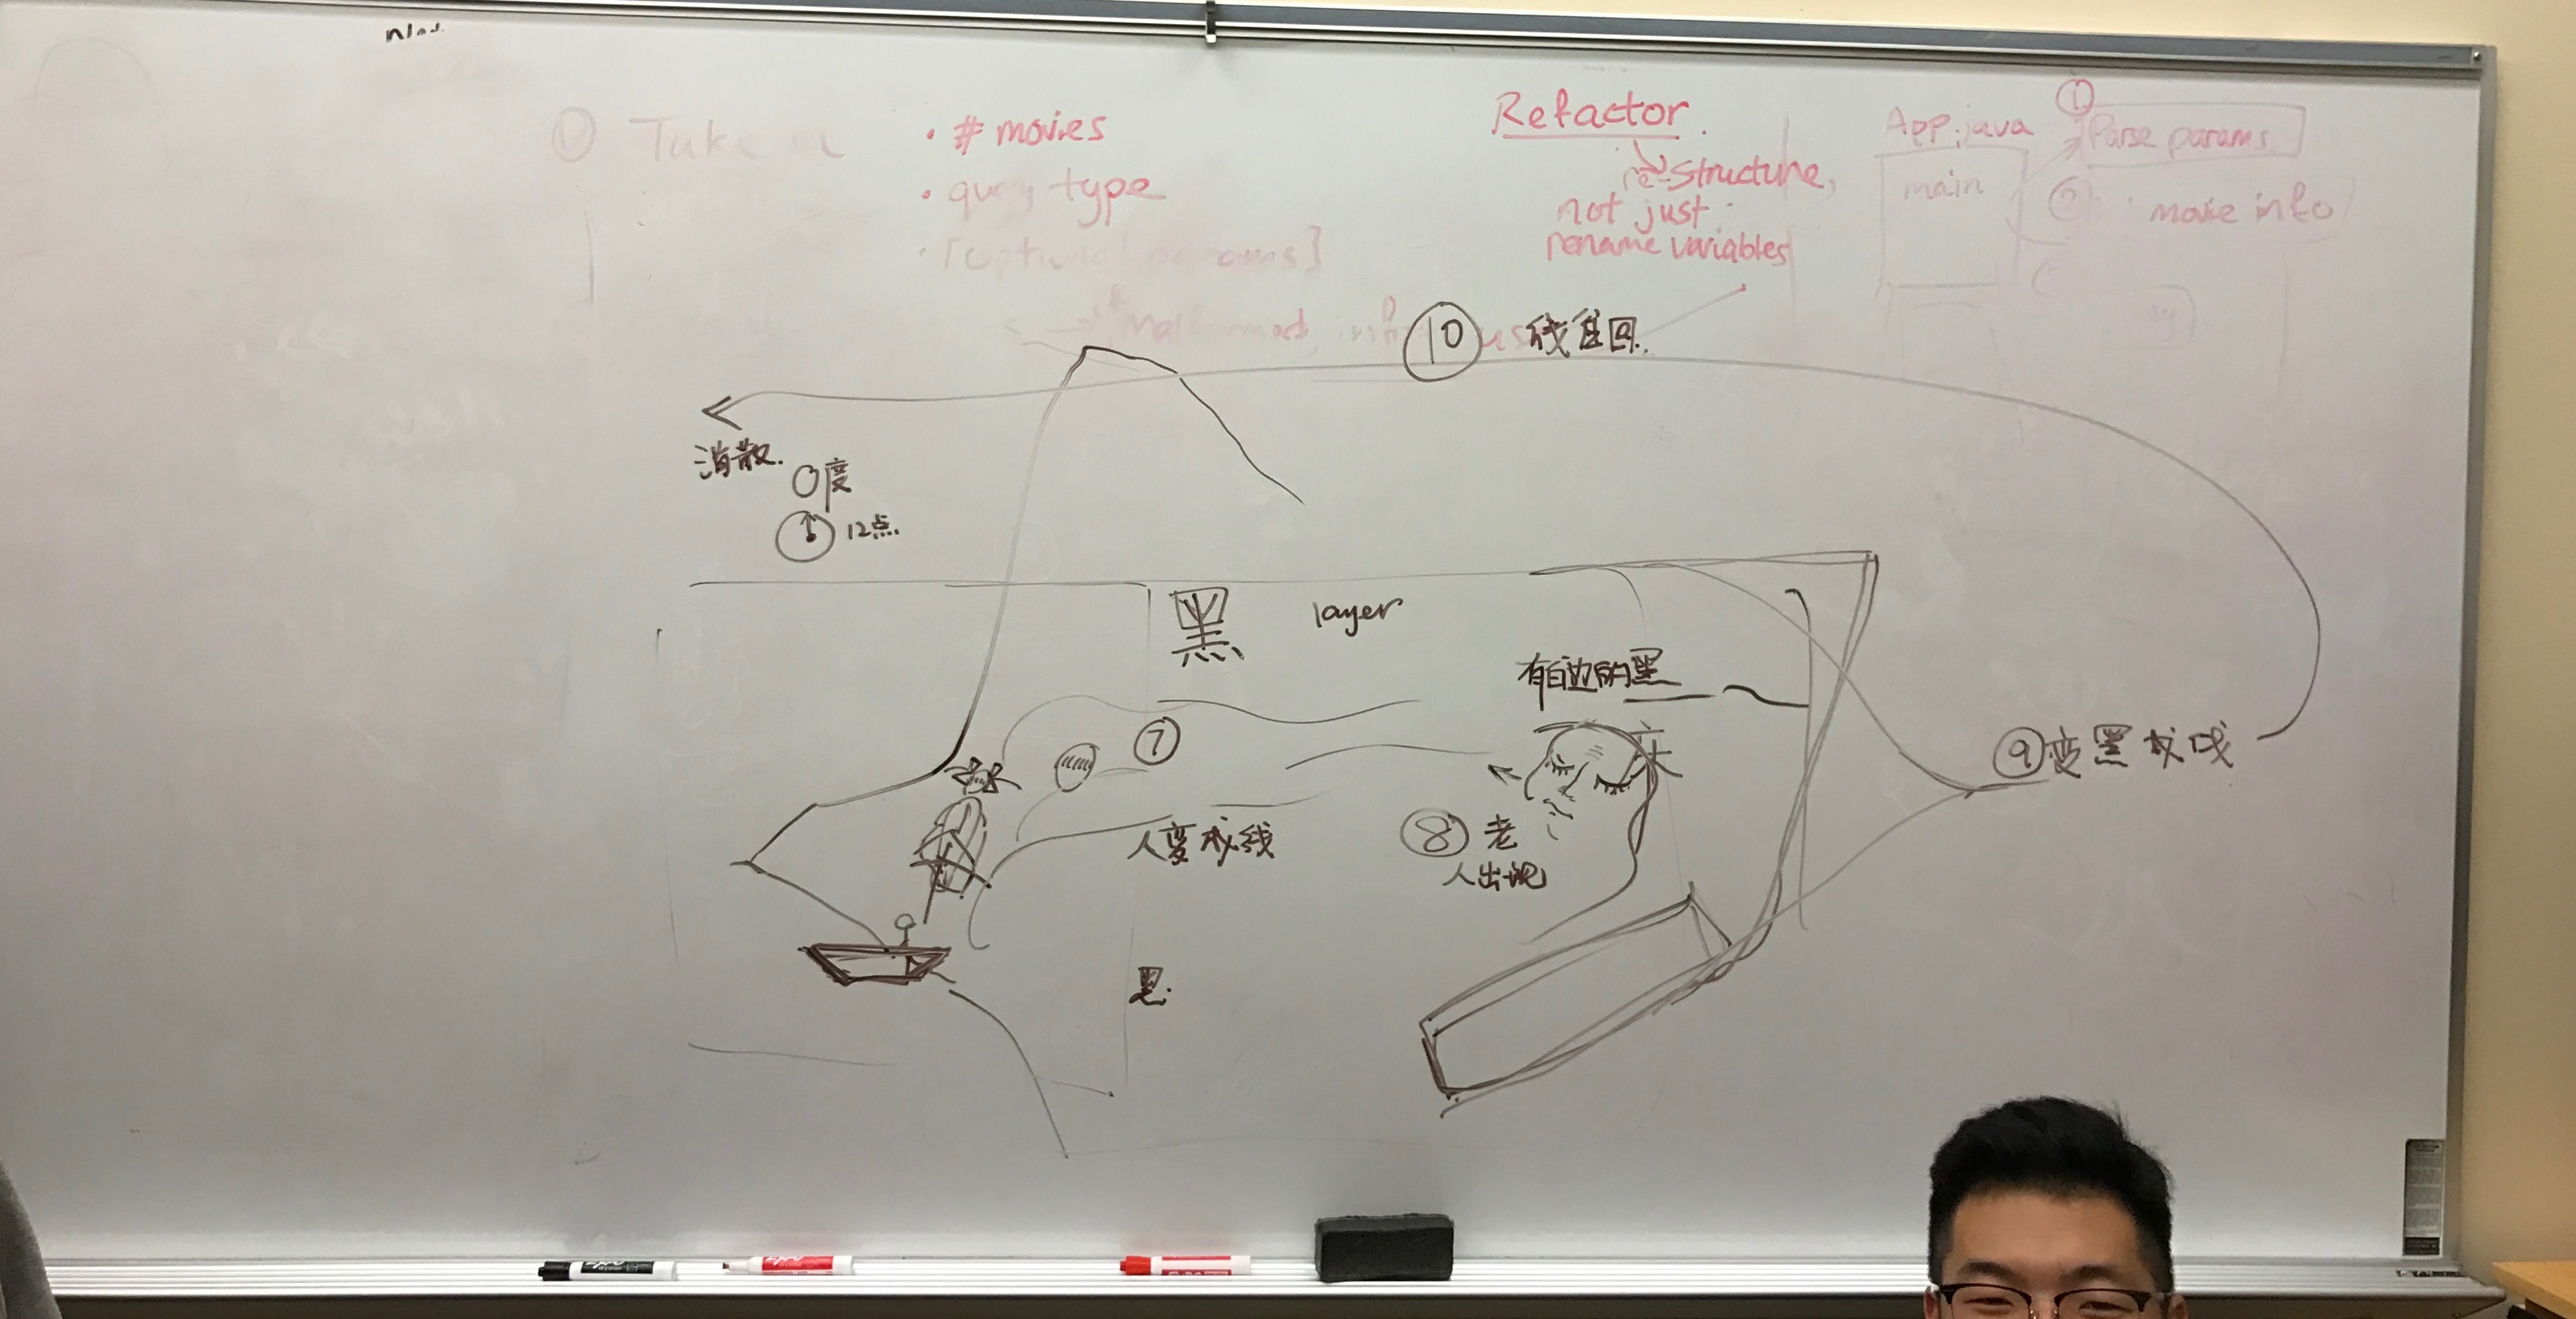 ① Take in
· # movies
· query type
· [optional params]
Refactor.
re-structure,
not just
rename variables
App.java
main
①
Parse params
② movie info
⑩ 线往回.
消散.
0度
12点.
黑
layer
有白边的黑
⑦
人变成线
⑧ 老
人出现
⑨变黑成线
黑.